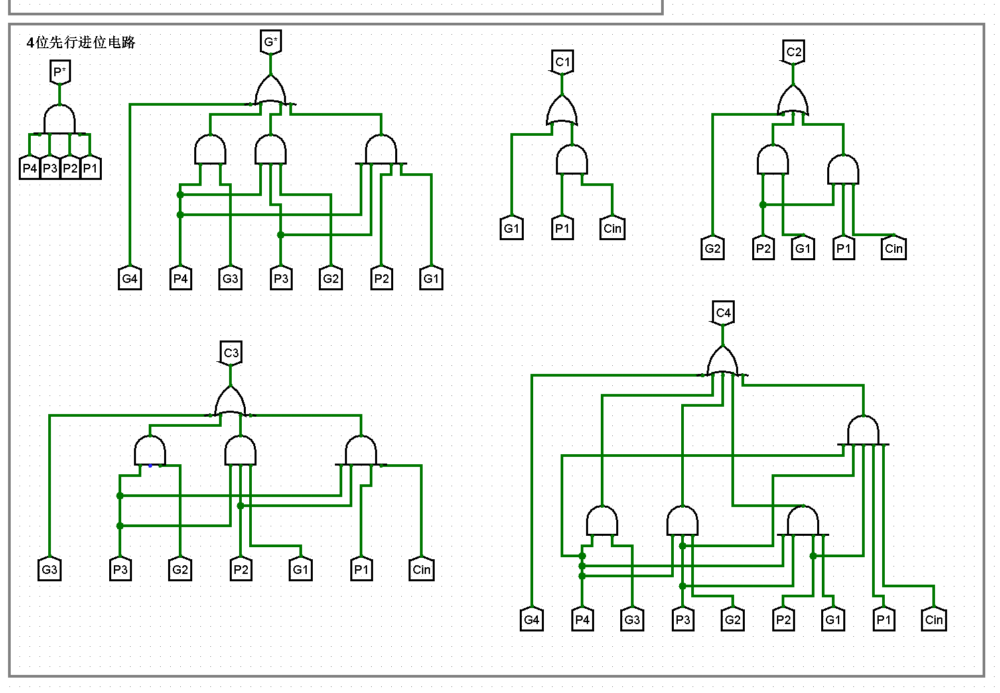 4位先行进位电路
P*
P4 P3 P2 P1
G*
G4 P4 G3 P3 G2 P2 G1
C1
G1 P1 Cin
C2
G2 P2 G1 P1 Cin
C3
G3 P3 G2 P2 G1 P1 Cin
C4
G4 P4 G3 P3 G2 P2 G1 P1 Cin